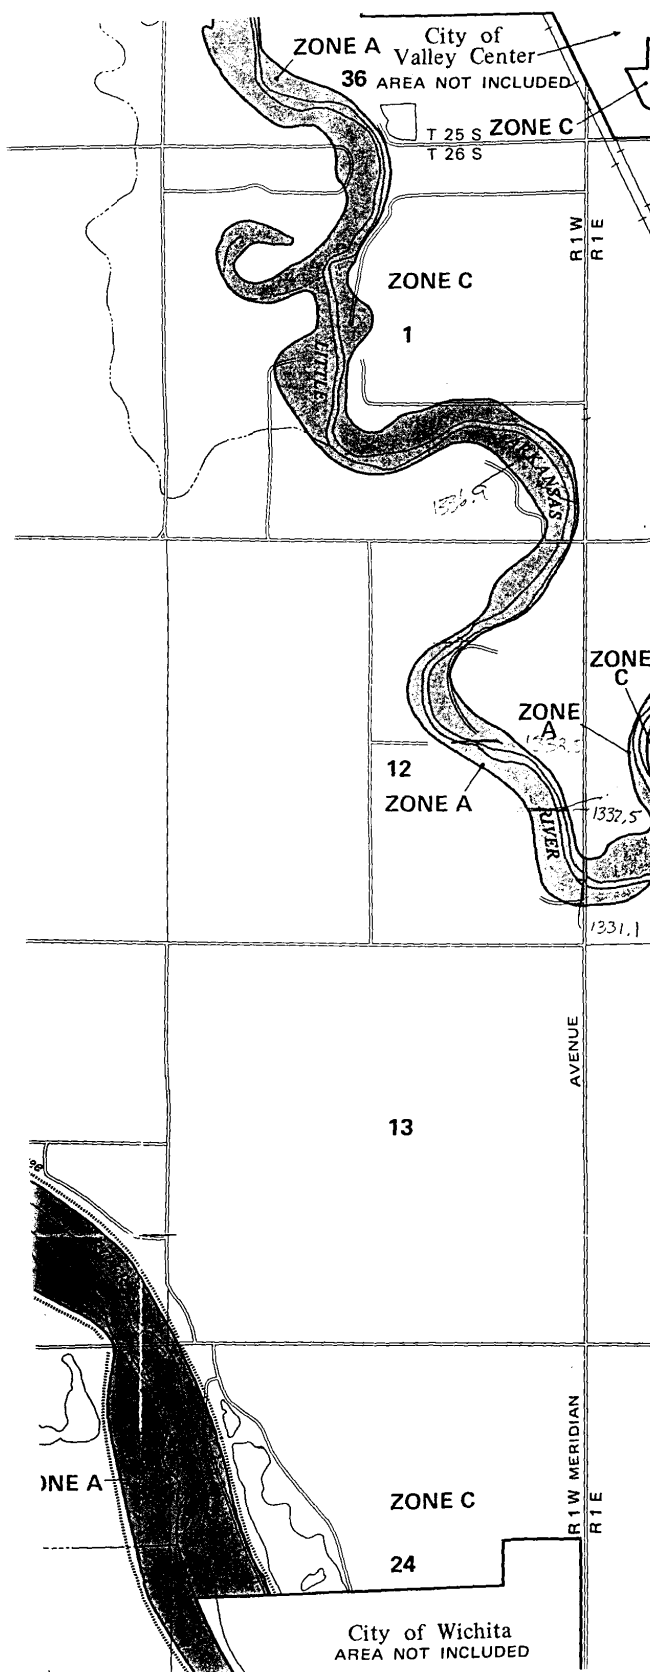 City of
Valley Center
ZONE A
36 AREA NOT INCLUDED
ZONE C
T 25 S
T 26 S
R1W
R1E
ZONE C
1
LITTLE
ARKANSAS
1336.9
ZONE
C
ZONE
A
12
ZONE A
1332.5
RIVER
1331.1
AVENUE
13
ONE A
ZONE C
R1W MERIDIAN
R1E
24
City of Wichita
AREA NOT INCLUDED